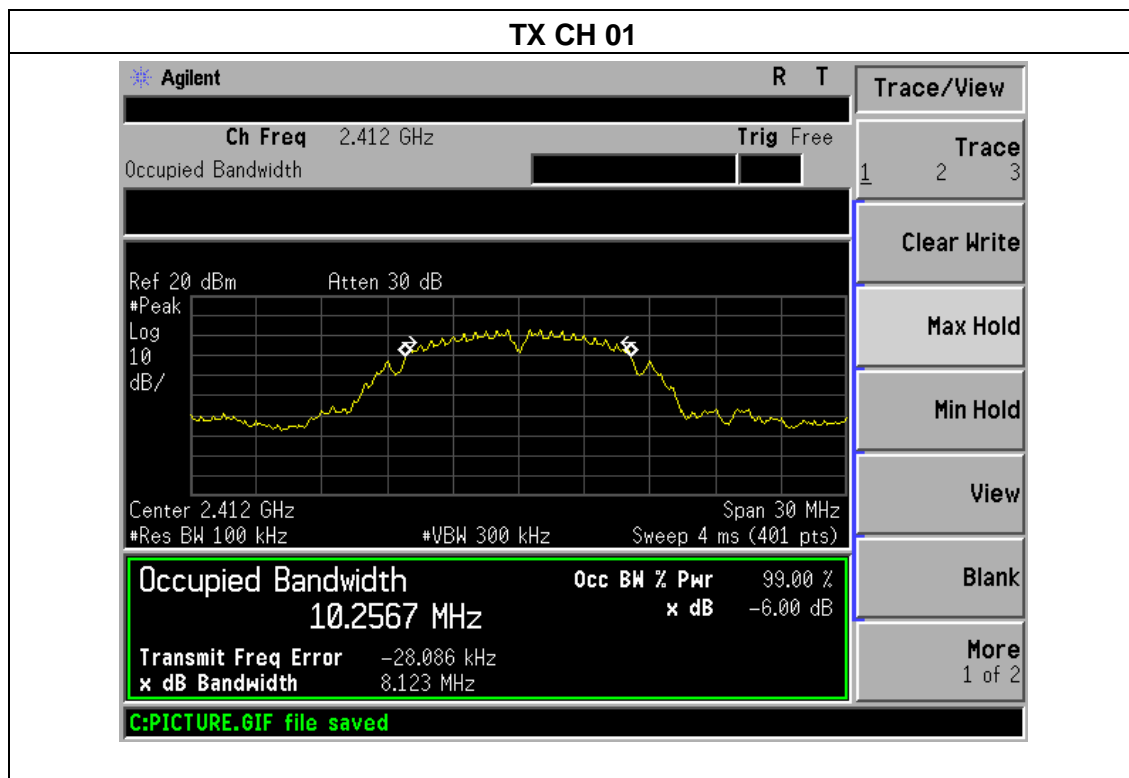 TX CH 01
Agilent R T
Trace/View
Ch Freq 2.412 GHz Trig Free
Occupied Bandwidth
Trace
1 2 3
Clear Write
Ref 20 dBm Atten 30 dB
#Peak
Log
10
dB/
Max Hold
Min Hold
View
Center 2.412 GHz Span 30 MHz
#Res BW 100 kHz #VBW 300 kHz Sweep 4 ms (401 pts)
Occupied Bandwidth Occ BW % Pwr 99.00 %
10.2567 MHz x dB -6.00 dB
Blank
Transmit Freq Error -28.086 kHz
x dB Bandwidth 8.123 MHz
More
1 of 2
C:PICTURE.GIF file saved